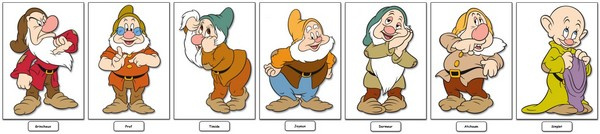 Grincheux
Prof
Timide
Joyeux
Dormeur
Atchoum
Simplet